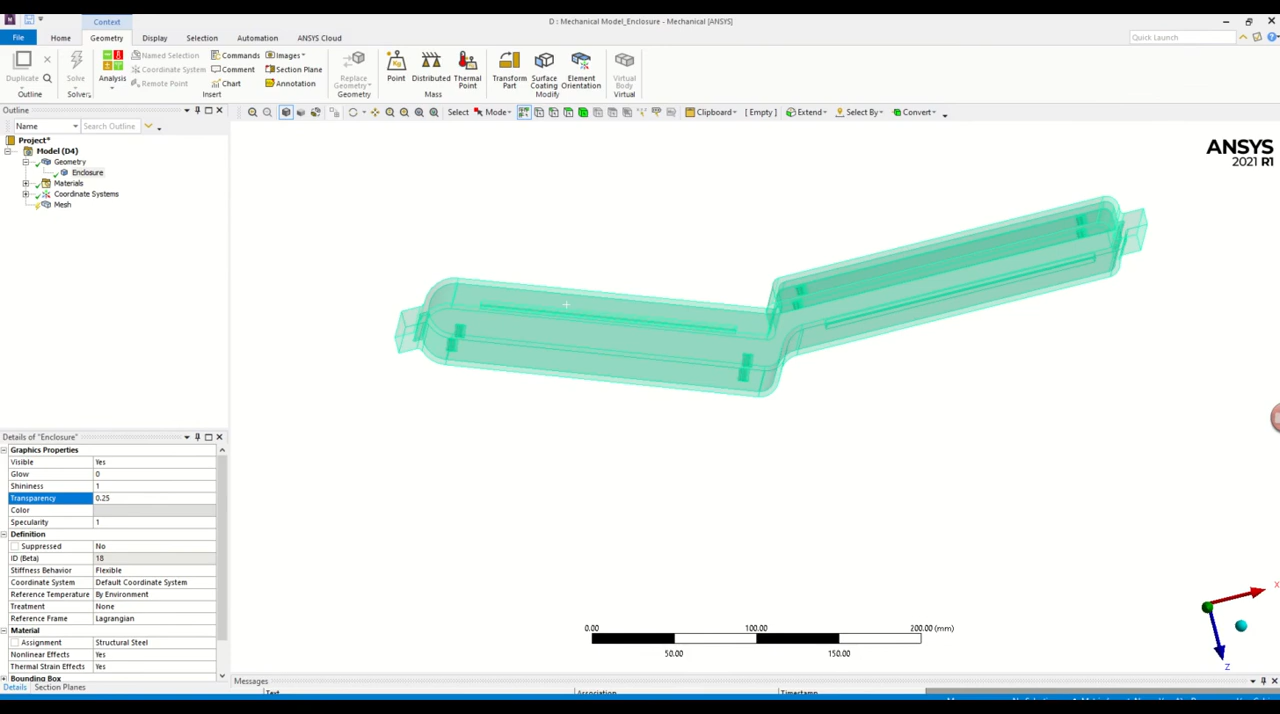 D : Mechanical Model_Enclosure - Mechanical [ANSYS]
Context
File Home Geometry Display Selection Automation ANSYS Cloud
Quick Launch
Duplicate
Outline
Solve
Solver
Analysis
Named Selection Commands Images
Coordinate System Comment Section Plane
Remote Point Chart Annotation
Insert
Replace
Geometry
Geometry
Point Distributed Thermal
Point
Mass
Transform
Part
Surface
Coating
Element
Orientation
Modify
Virtual
Body
Virtual
Outline
Name Search Outline
Select Mode Clipboard [ Empty ] Extend Select By Convert
Project*
Model (D4)
Geometry
Enclosure
Materials
Coordinate Systems
Mesh
ANSYS
2021 R1
Details of "Enclosure"
Graphics Properties
Visible Yes
Glow 0
Shininess 1
Transparency 0.25
Color
Specularity 1
Definition
Suppressed No
ID (Beta) 18
Stiffness Behavior Flexible
Coordinate System Default Coordinate System
Reference Temperature By Environment
Treatment None
Reference Frame Lagrangian
Material
Assignment Structural Steel
Nonlinear Effects Yes
Thermal Strain Effects Yes
Bounding Box
Details Section Planes
0.00 100.00 200.00 (mm)
50.00 150.00
X
Z
Messages
Text Association Timestamp